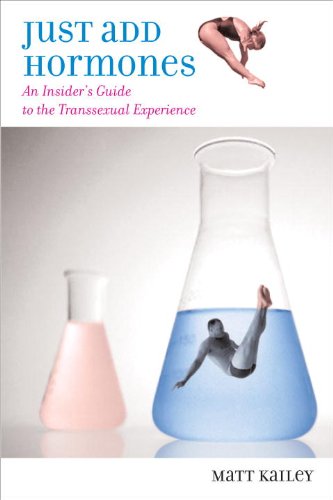 Just Add
Hormones
An Insider's Guide
to the Transsexual Experience
Matt Kailey